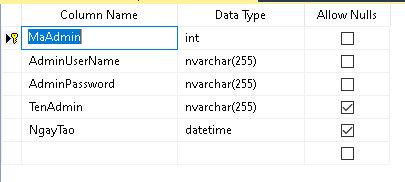 Column Name Data Type Allow Nulls
MaAdmin int
AdminUserName nvarchar(255)
AdminPassword nvarchar(255)
TenAdmin nvarchar(255)
NgayTao datetime